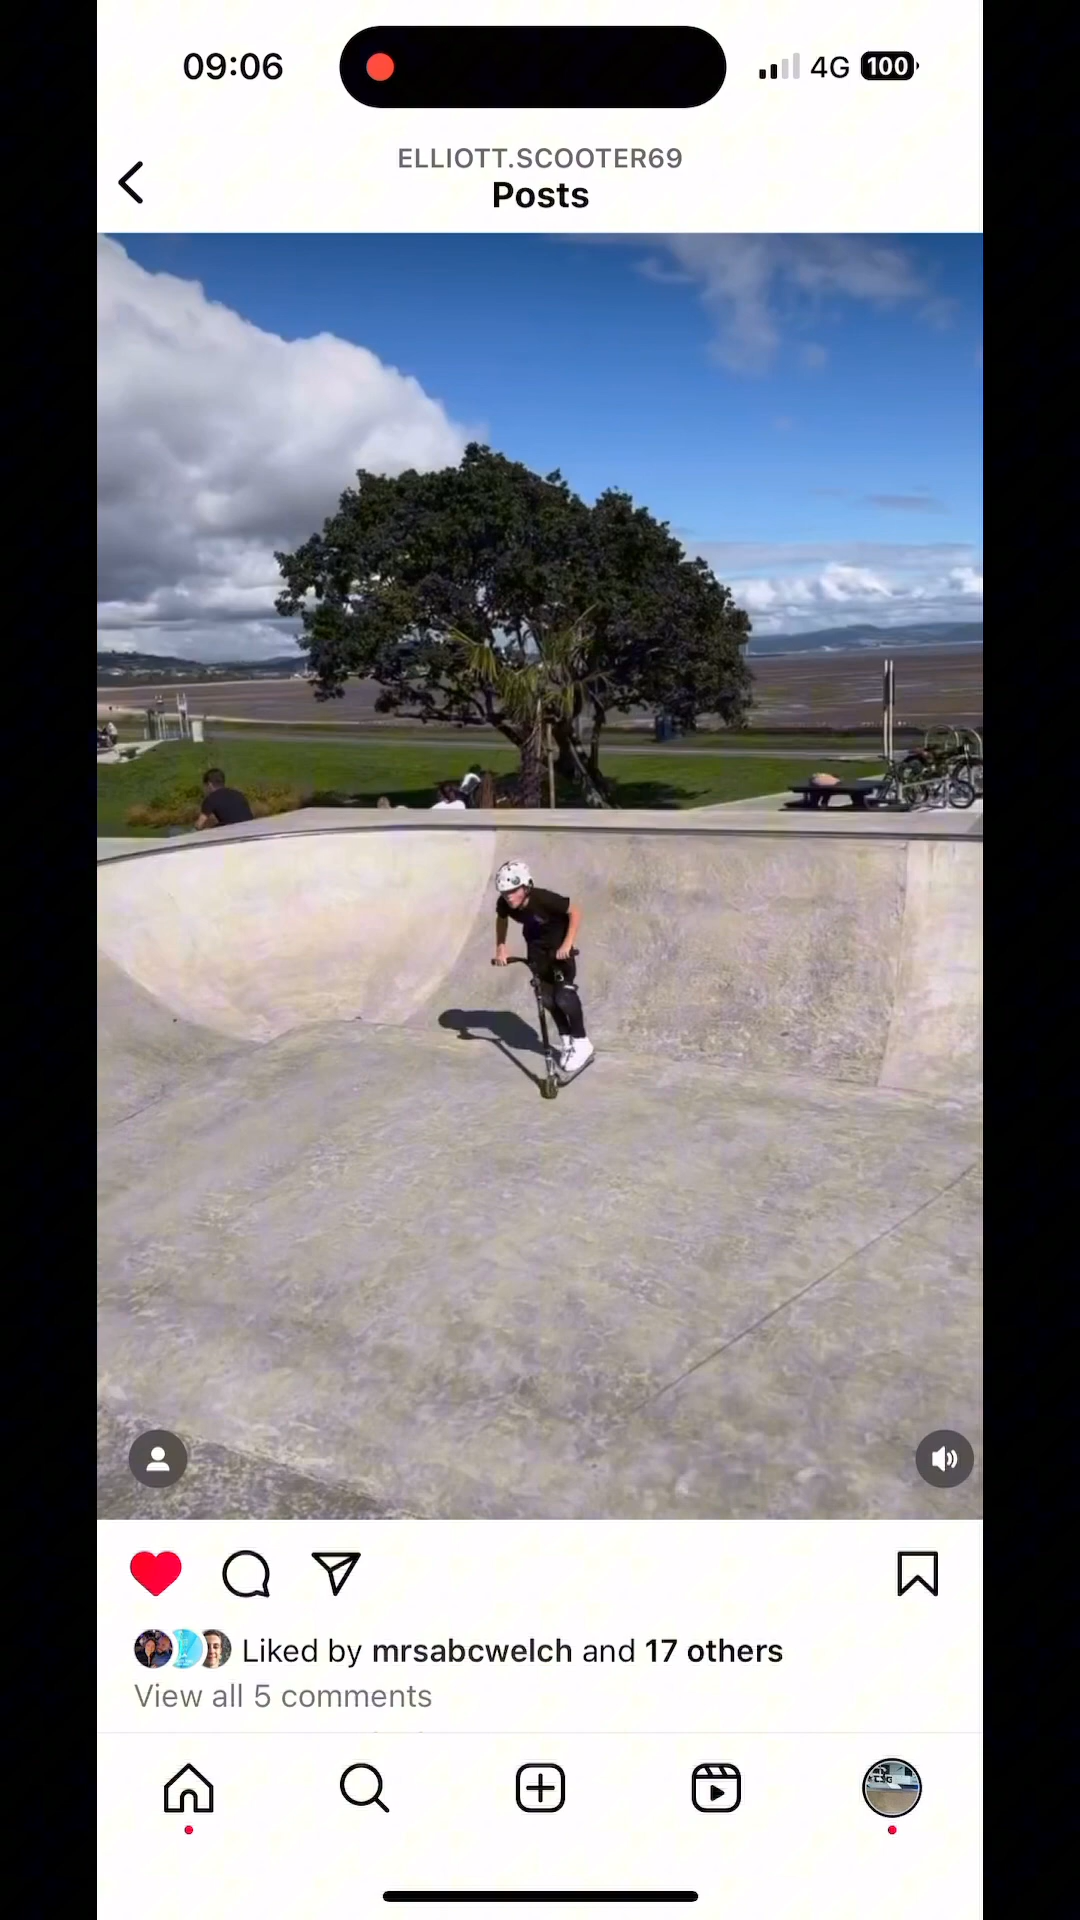 09:06
4G 100
ELLIOTT.SCOOTER69
Posts
Liked by mrsabcwelch and 17 others
View all 5 comments